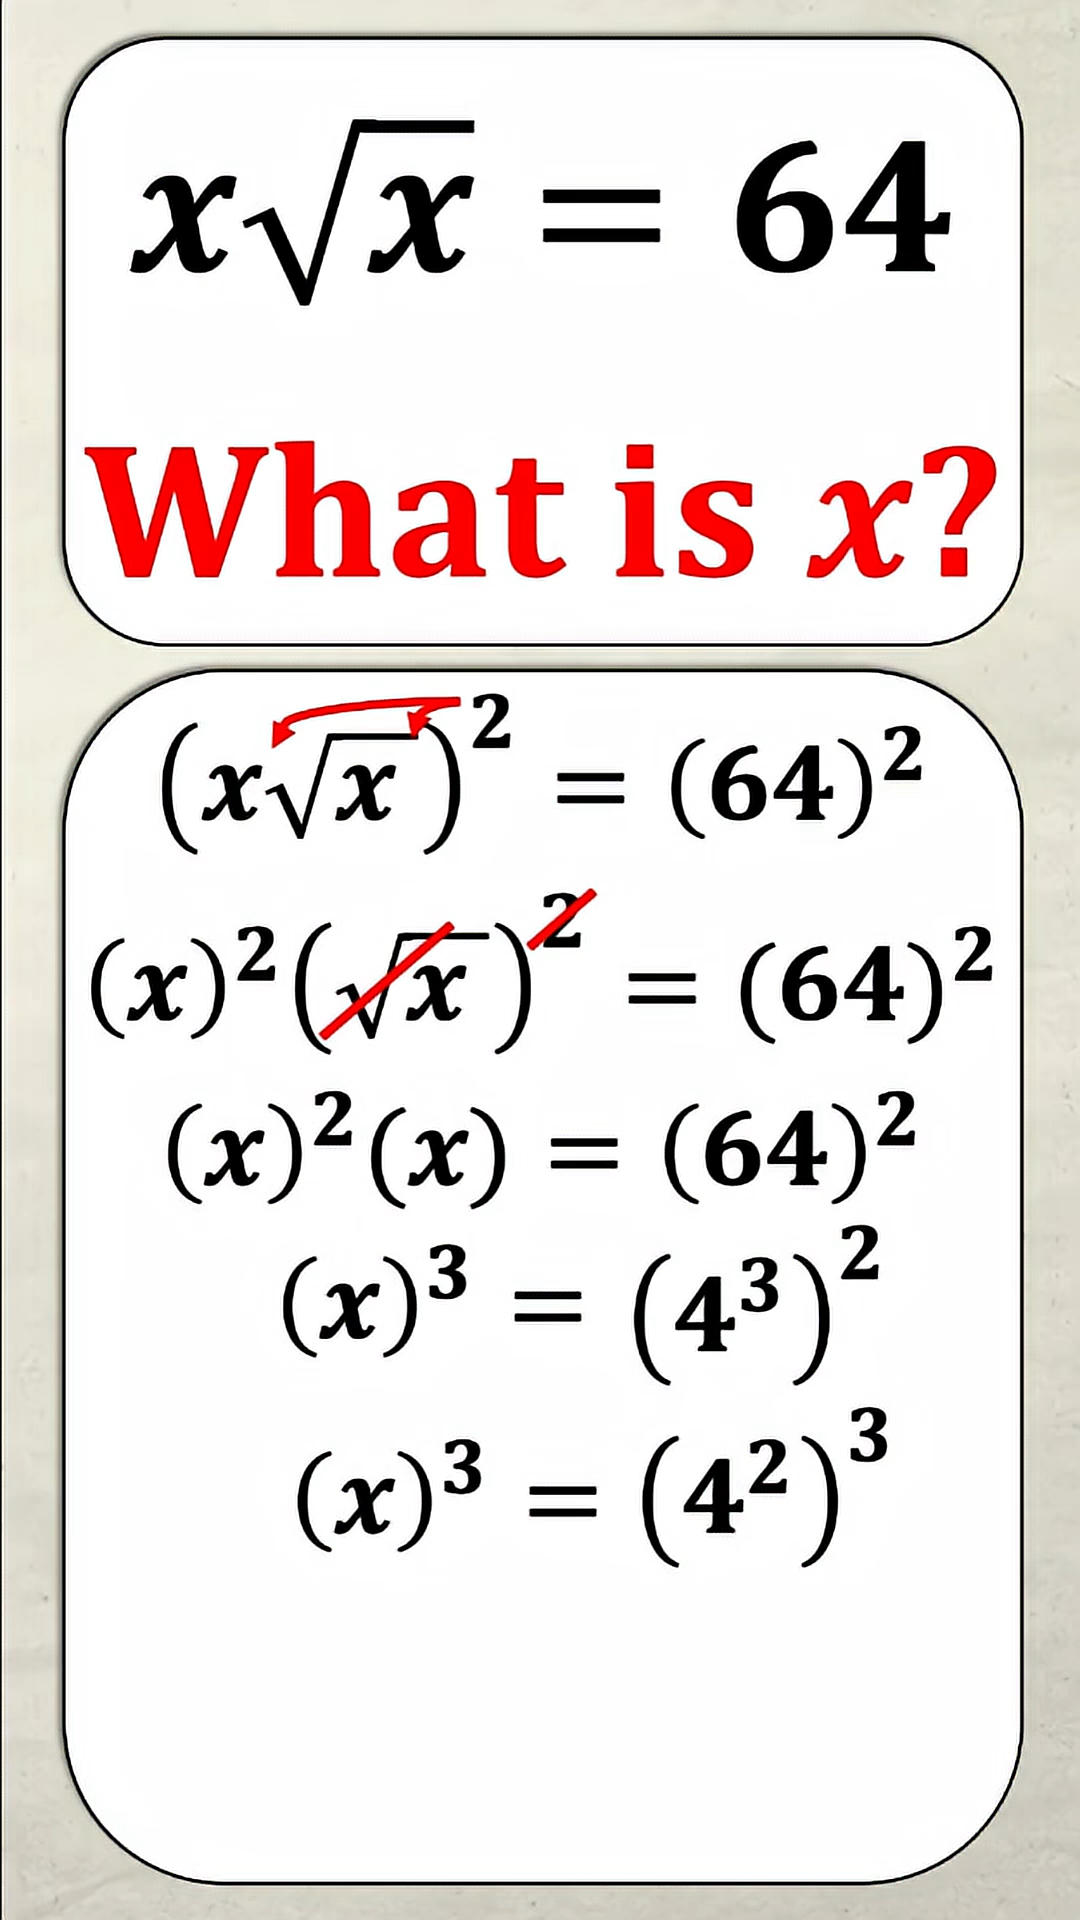 x√x = 64
What is x?
(x√x)² = (64)²
(x)²(√x)² = (64)²
(x)²(x) = (64)²
(x)³ = (4³)²
(x)³ = (4²)³